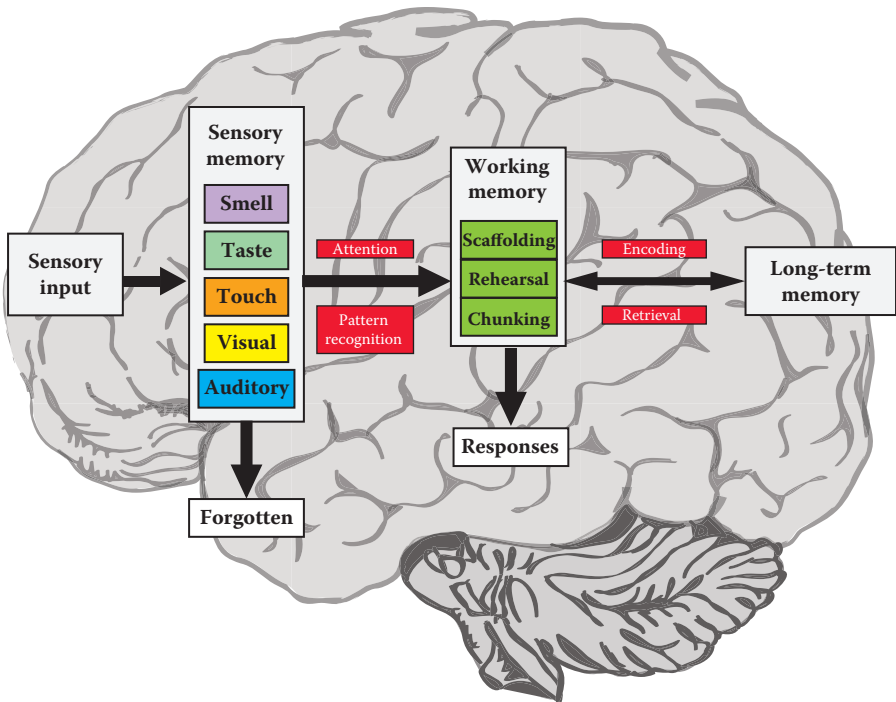 Sensory
input
Sensory
memory
Smell
Taste
Touch
Visual
Auditory
Forgotten
Attention
Pattern
recognition
Working
memory
Scaffolding
Rehearsal
Chunking
Responses
Encoding
Retrieval
Long-term
memory